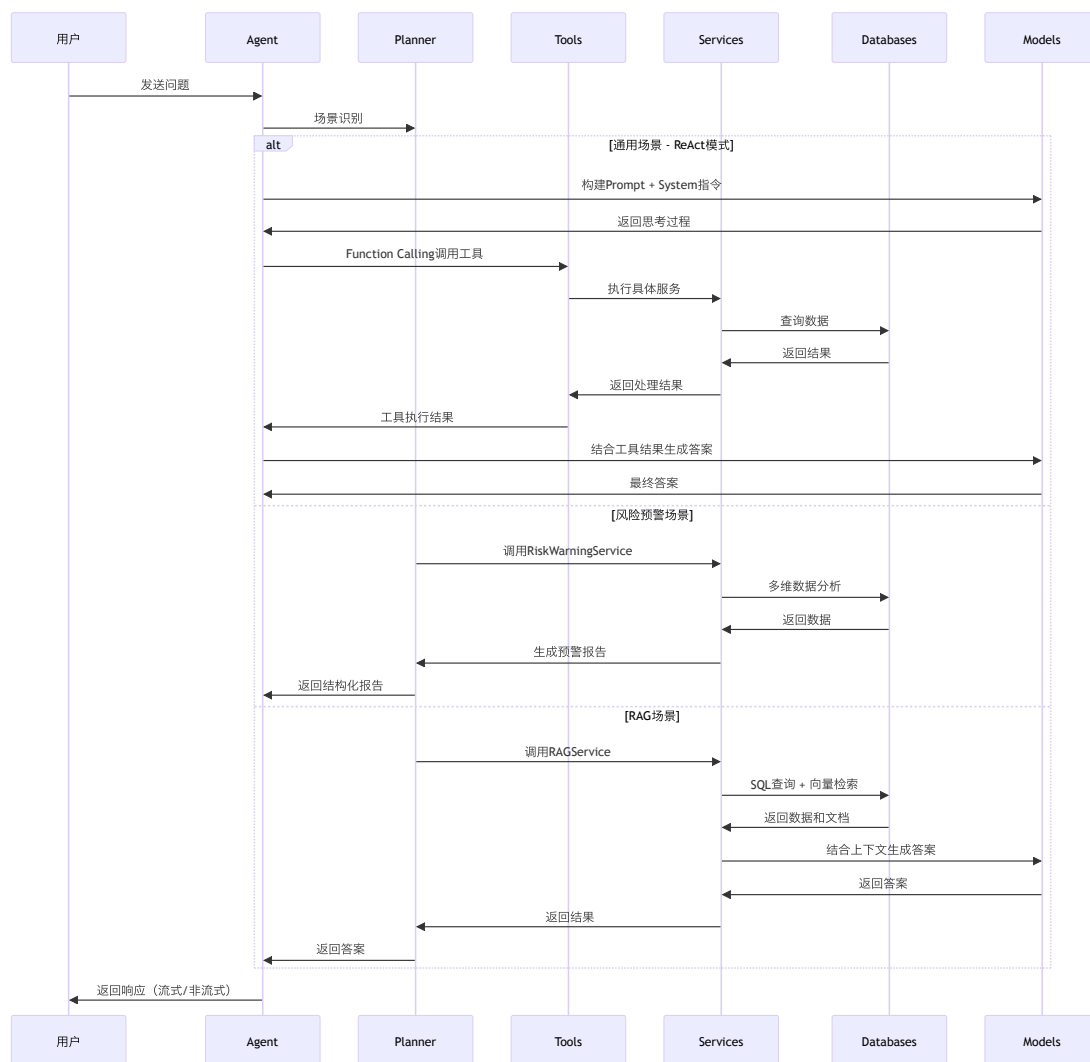 用户 Agent Planner Tools Services Databases Models
发送问题
场景识别
alt [通用场景 - ReAct模式]
构建Prompt + System指令
返回思考过程
Function Calling调用工具
执行具体服务
查询数据
返回结果
返回处理结果
工具执行结果
结合工具结果生成答案
最终答案
[风险预警场景]
调用RiskWarningService
多维数据分析
返回数据
生成预警报告
返回结构化报告
[RAG场景]
调用RAGService
SQL查询 + 向量检索
返回数据和文档
结合上下文生成答案
返回答案
返回结果
返回答案
返回响应（流式/非流式）
用户 Agent Planner Tools Services Databases Models